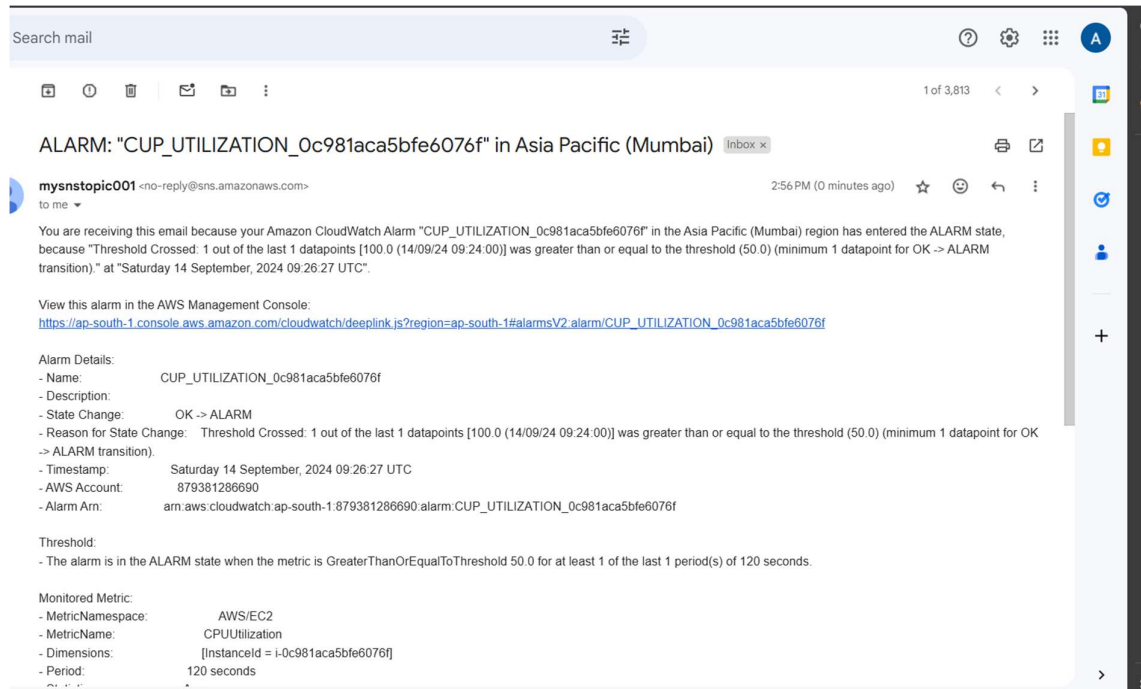 Search mail
A
1 of 3,813
31
ALARM: "CUP_UTILIZATION_0c981aca5bfe6076f" in Asia Pacific (Mumbai) Inbox ×
mysnstopic001 <no-reply@sns.amazonaws.com> 2:56 PM (0 minutes ago)
to me
You are receiving this email because your Amazon CloudWatch Alarm "CUP_UTILIZATION_0c981aca5bfe6076f" in the Asia Pacific (Mumbai) region has entered the ALARM state,
because "Threshold Crossed: 1 out of the last 1 datapoints [100.0 (14/09/24 09:24:00)] was greater than or equal to the threshold (50.0) (minimum 1 datapoint for OK -> ALARM
transition)." at "Saturday 14 September, 2024 09:26:27 UTC".
View this alarm in the AWS Management Console:
https://ap-south-1.console.aws.amazon.com/cloudwatch/deeplink.js?region=ap-south-1#alarmsV2:alarm/CUP_UTILIZATION_0c981aca5bfe6076f
Alarm Details:
- Name: CUP_UTILIZATION_0c981aca5bfe6076f
- Description:
- State Change: OK -> ALARM
- Reason for State Change: Threshold Crossed: 1 out of the last 1 datapoints [100.0 (14/09/24 09:24:00)] was greater than or equal to the threshold (50.0) (minimum 1 datapoint for OK
-> ALARM transition).
- Timestamp: Saturday 14 September, 2024 09:26:27 UTC
- AWS Account: 879381286690
- Alarm Arn: arn:aws:cloudwatch:ap-south-1:879381286690:alarm:CUP_UTILIZATION_0c981aca5bfe6076f
Threshold:
- The alarm is in the ALARM state when the metric is GreaterThanOrEqualToThreshold 50.0 for at least 1 of the last 1 period(s) of 120 seconds.
Monitored Metric:
- MetricNamespace: AWS/EC2
- MetricName: CPUUtilization
- Dimensions: [InstanceId = i-0c981aca5bfe6076f]
- Period: 120 seconds